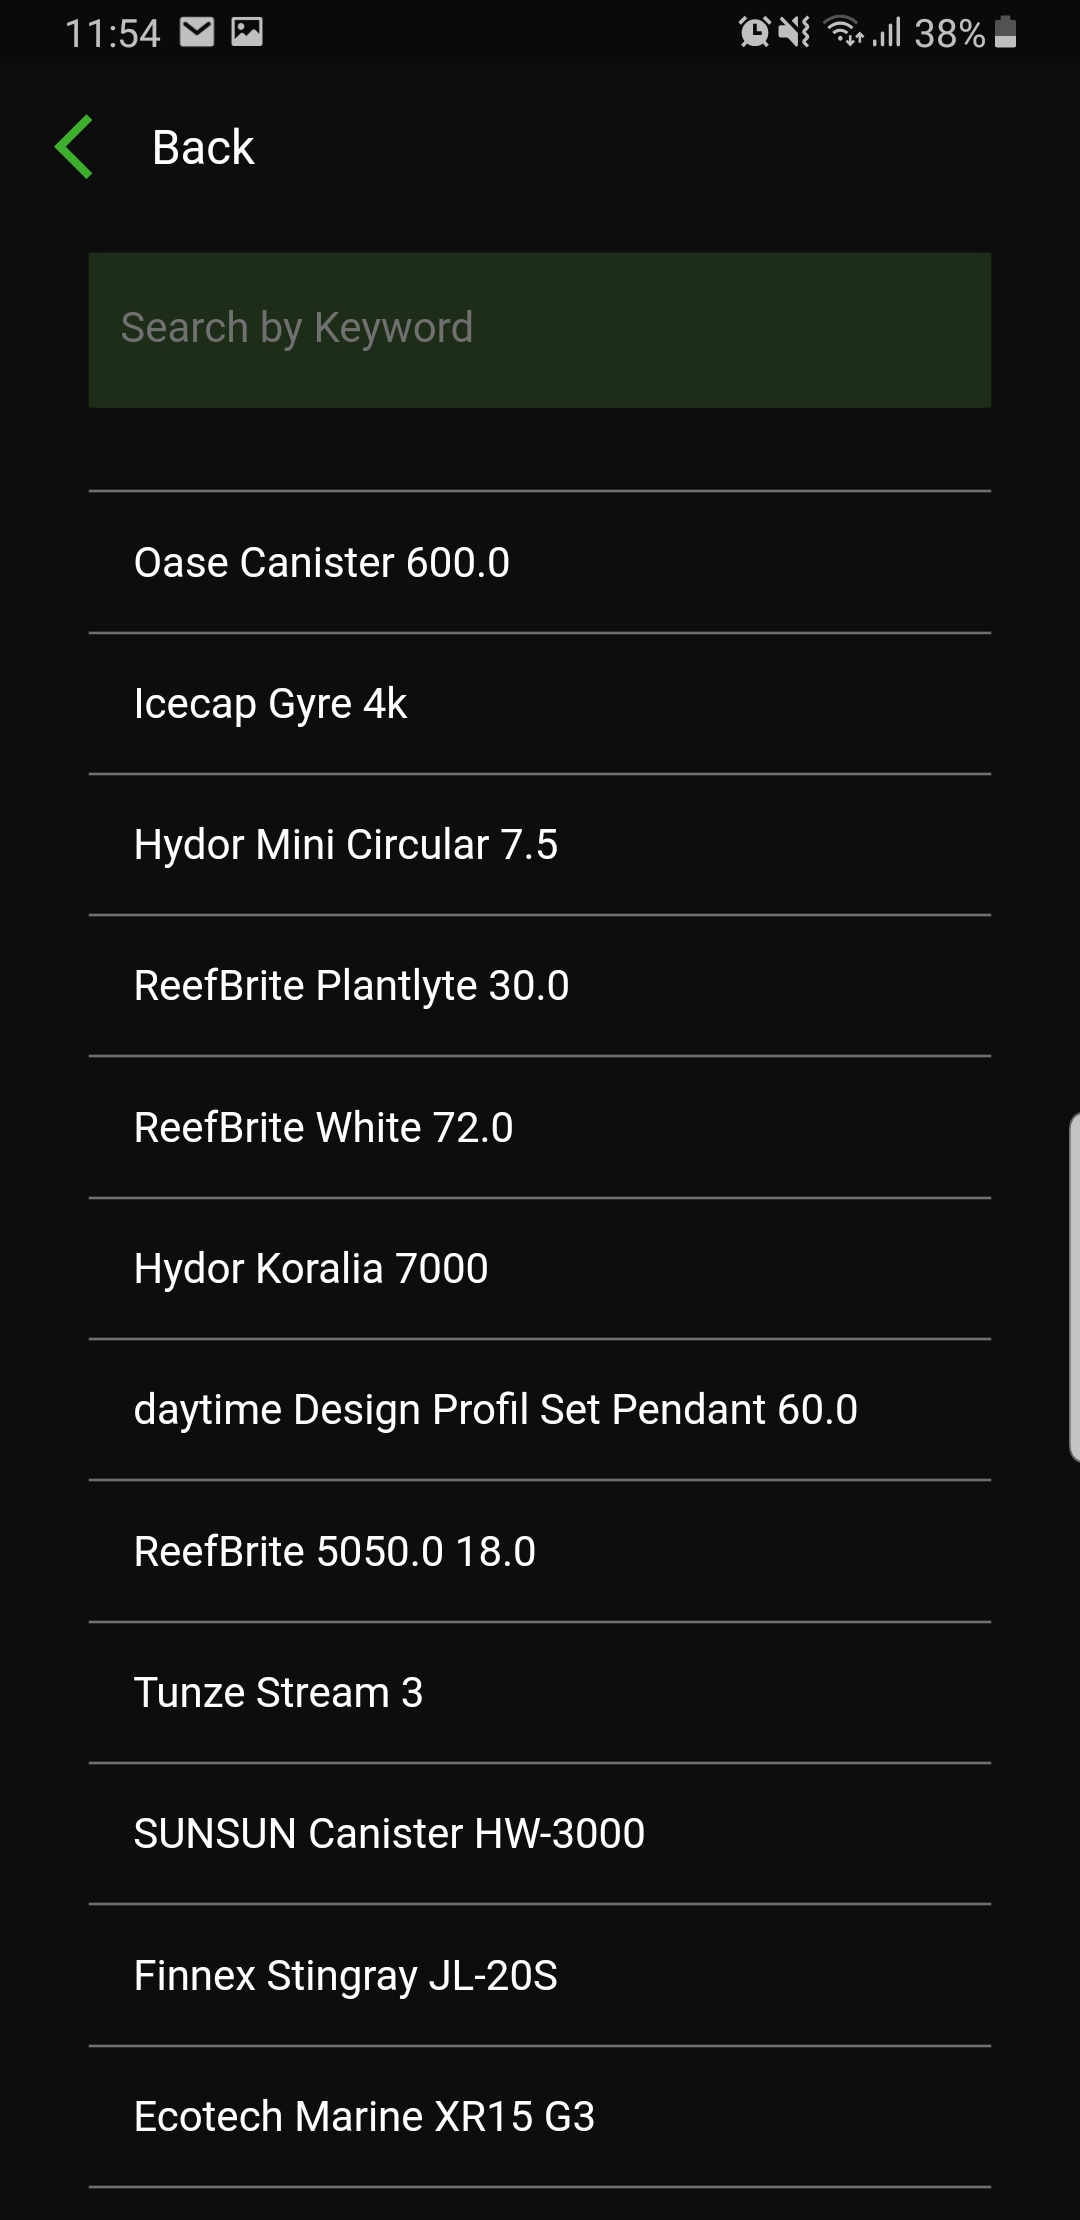 11:54
38%
Back
Search by Keyword
Oase Canister 600.0
Icecap Gyre 4k
Hydor Mini Circular 7.5
ReefBrite Plantlyte 30.0
ReefBrite White 72.0
Hydor Koralia 7000
daytime Design Profil Set Pendant 60.0
ReefBrite 5050.0 18.0
Tunze Stream 3
SUNSUN Canister HW-3000
Finnex Stingray JL-20S
Ecotech Marine XR15 G3